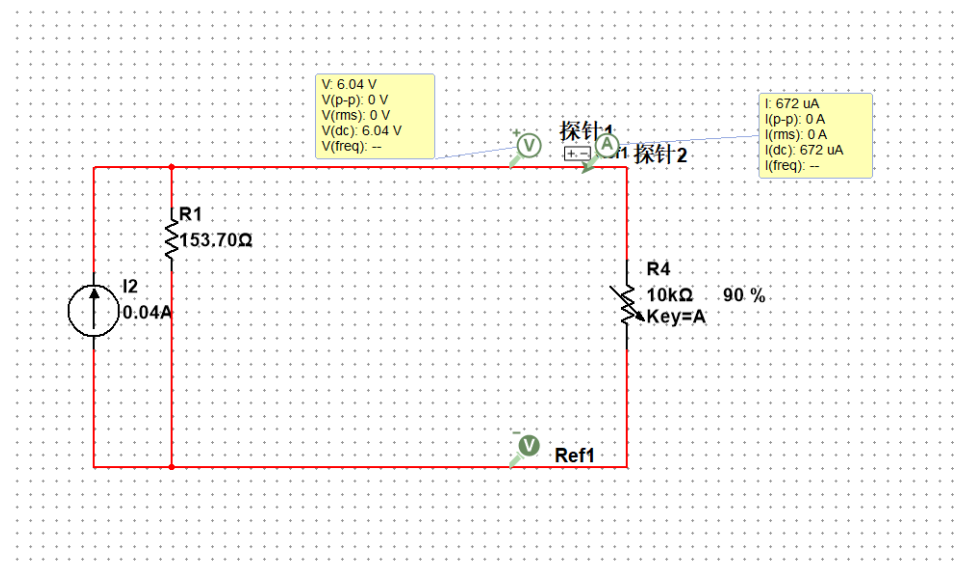 V: 6.04 V
V(p-p): 0 V
V(rms): 0 V
V(dc): 6.04 V
V(freq): --
I: 672 uA
I(p-p): 0 A
I(rms): 0 A
I(dc): 672 uA
I(freq): --
+
V
探针1
A
+ -
探针2
R1
153.70Ω
I2
0.04A
R4
10kΩ 90 %
Key=A
-
V
Ref1